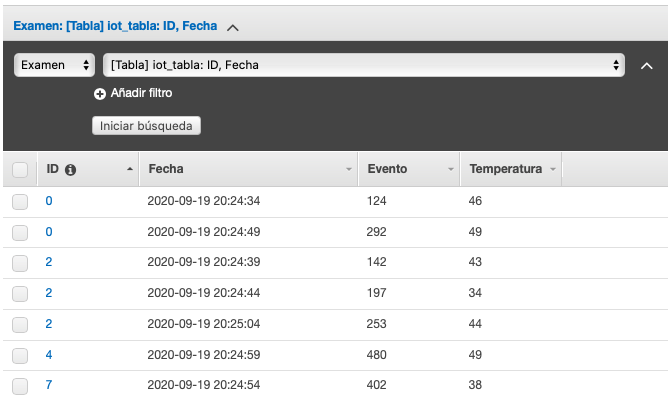 Examen: [Tabla] iot_tabla: ID, Fecha
Examen [Tabla] iot_tabla: ID, Fecha
Añadir filtro
Iniciar búsqueda
ID Fecha Evento Temperatura
0 2020-09-19 20:24:34 124 46
0 2020-09-19 20:24:49 292 49
2 2020-09-19 20:24:39 142 43
2 2020-09-19 20:24:44 197 34
2 2020-09-19 20:25:04 253 44
4 2020-09-19 20:24:59 480 49
7 2020-09-19 20:24:54 402 38